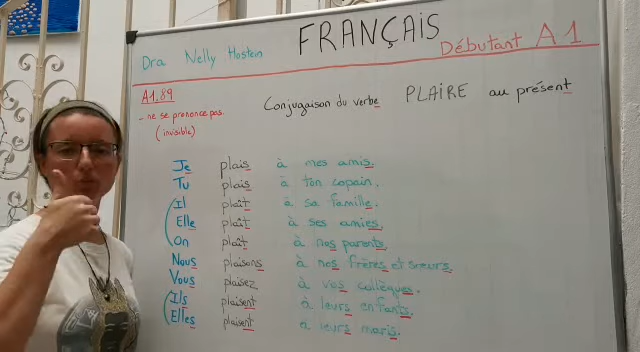 FRANÇAIS
Dra Nelly Hostein
Débutant A1
A1.89
- ne se prononce pas.
(invisible)
Conjugaison du verbe PLAIRE au présent
Je plais à mes amis.
Tu plais à ton copain.
Il plaît à sa famille.
Elle plaît à ses amies.
On plaît à nos parents.
Nous plaisons à nos frères et sœurs.
Vous plaisez à vos collègues.
Ils plaisent à leurs enfants.
Elles plaisent à leurs maris.